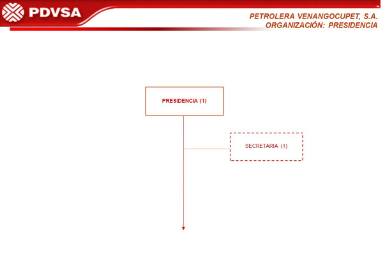 PDVSA
PETROLERA VENANGOCUPET, S.A.
ORGANIZACIÓN: PRESIDENCIA
PRESIDENCIA (1)
SECRETARIA (1)